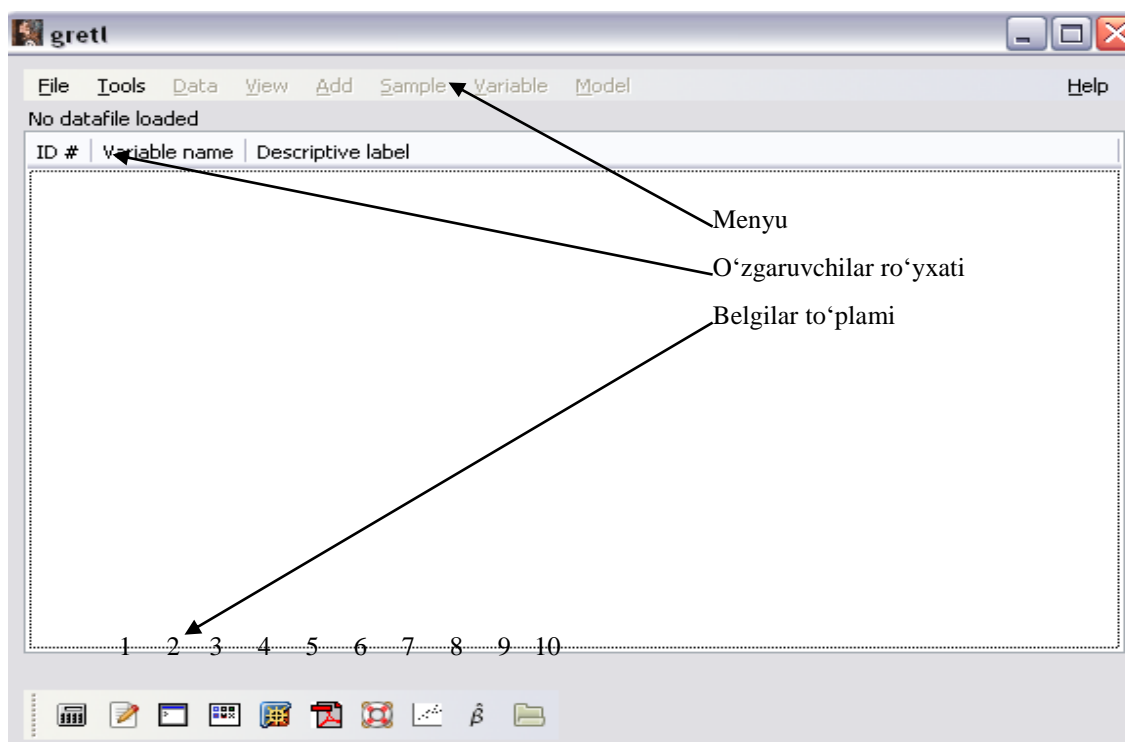 gretl
File Tools Data View Add Sample Variable Model Help
No datafile loaded
ID # Variable name Descriptive label
Menyu
O‘zgaruvchilar ro‘yxati
Belgilar to‘plami
1 2 3 4 5 6 7 8 9 10
β̂